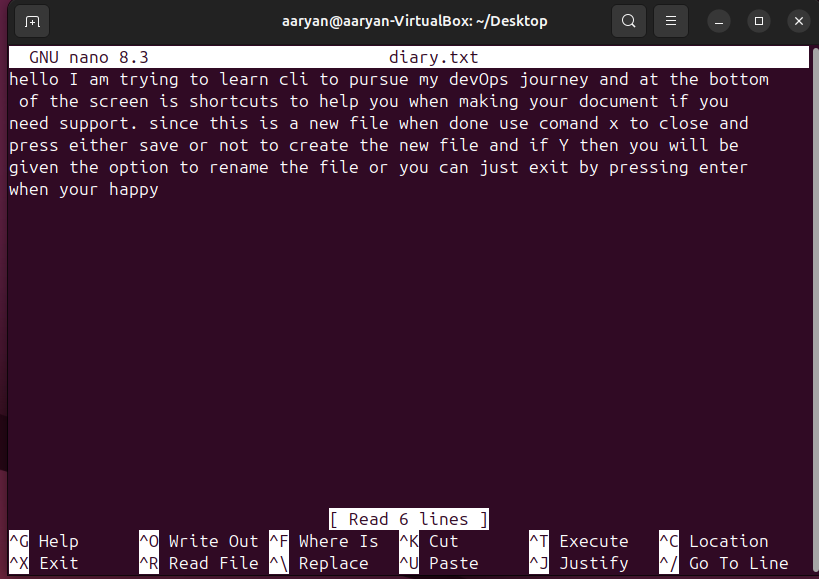 aaryan@aaryan-VirtualBox: ~/Desktop
GNU nano 8.3 diary.txt
hello I am trying to learn cli to pursue my devOps journey and at the bottom
 of the screen is shortcuts to help you when making your document if you
need support. since this is a new file when done use comand x to close and
press either save or not to create the new file and if Y then you will be
given the option to rename the file or you can just exit by pressing enter
when your happy
[ Read 6 lines ]
^G Help ^O Write Out ^F Where Is ^K Cut ^T Execute ^C Location
^X Exit ^R Read File ^\ Replace ^U Paste ^J Justify ^/ Go To Line